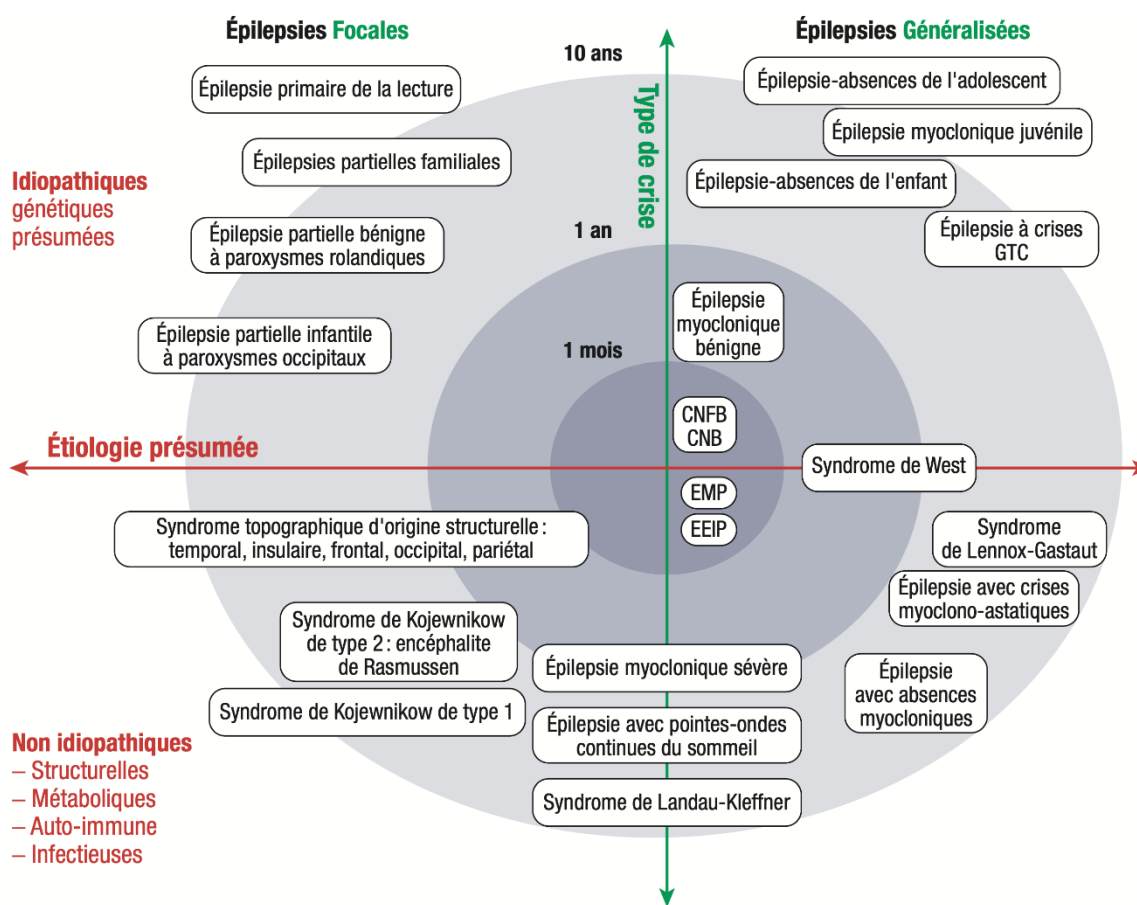 Épilepsies Focales
Épilepsies Généralisées
10 ans
Type de crise
Épilepsie primaire de la lecture
Épilepsie-absences de l'adolescent
Épilepsie myoclonique juvénile
Épilepsies partielles familiales
Épilepsie-absences de l'enfant
Idiopathiques
génétiques
présumées
1 an
Épilepsie partielle bénigne
à paroxysmes rolandiques
Épilepsie à crises
GTC
Épilepsie
myoclonique
bénigne
Épilepsie partielle infantile
à paroxysmes occipitaux
1 mois
CNFB
CNB
Étiologie présumée
Syndrome de West
EMP
EEIP
Syndrome topographique d'origine structurelle :
temporal, insulaire, frontal, occipital, pariétal
Syndrome
de Lennox-Gastaut
Épilepsie avec crises
myoclono-astatiques
Syndrome de Kojewnikow
de type 2 : encéphalite
de Rasmussen
Épilepsie myoclonique sévère
Épilepsie
avec absences
myocloniques
Syndrome de Kojewnikow de type 1
Épilepsie avec pointes-ondes
continues du sommeil
Non idiopathiques
– Structurelles
– Métaboliques
– Auto-immune
– Infectieuses
Syndrome de Landau-Kleffner